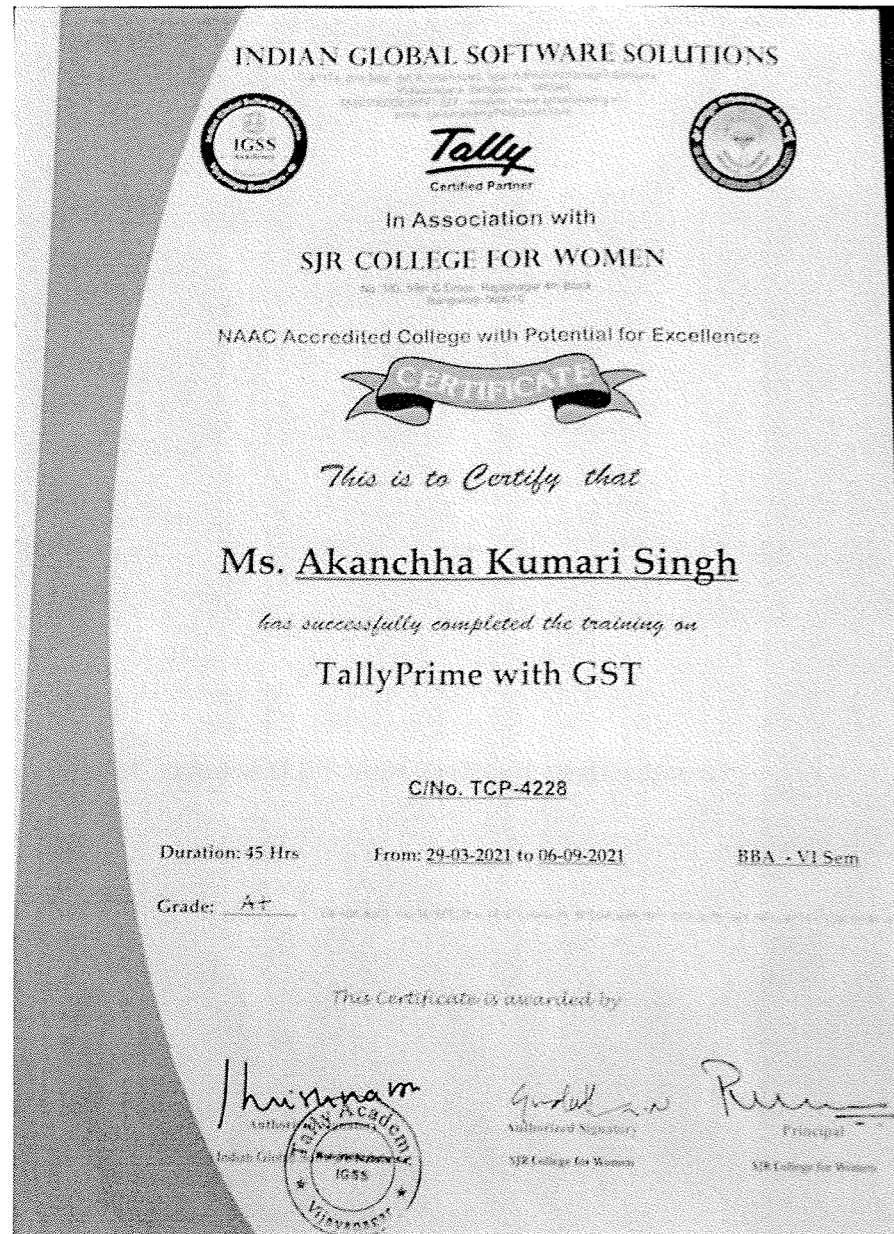 INDIAN GLOBAL SOFTWARE SOLUTIONS
IGSS
Tally
Certified Partner
In Association with
SJR COLLEGE FOR WOMEN
NAAC Accredited College with Potential for Excellence
CERTIFICATE
This is to Certify that
Ms. Akanchha Kumari Singh
has successfully completed the training on
TallyPrime with GST
C/No. TCP-4228
Duration: 45 Hrs From: 29-03-2021 to 06-09-2021 BBA - VI Sem
Grade: A+
This Certificate is awarded by
Authorized Signatory Principal
Indian SJR College for Women SJR College for Women
Tally Academy
IGSS
Vijayanagar